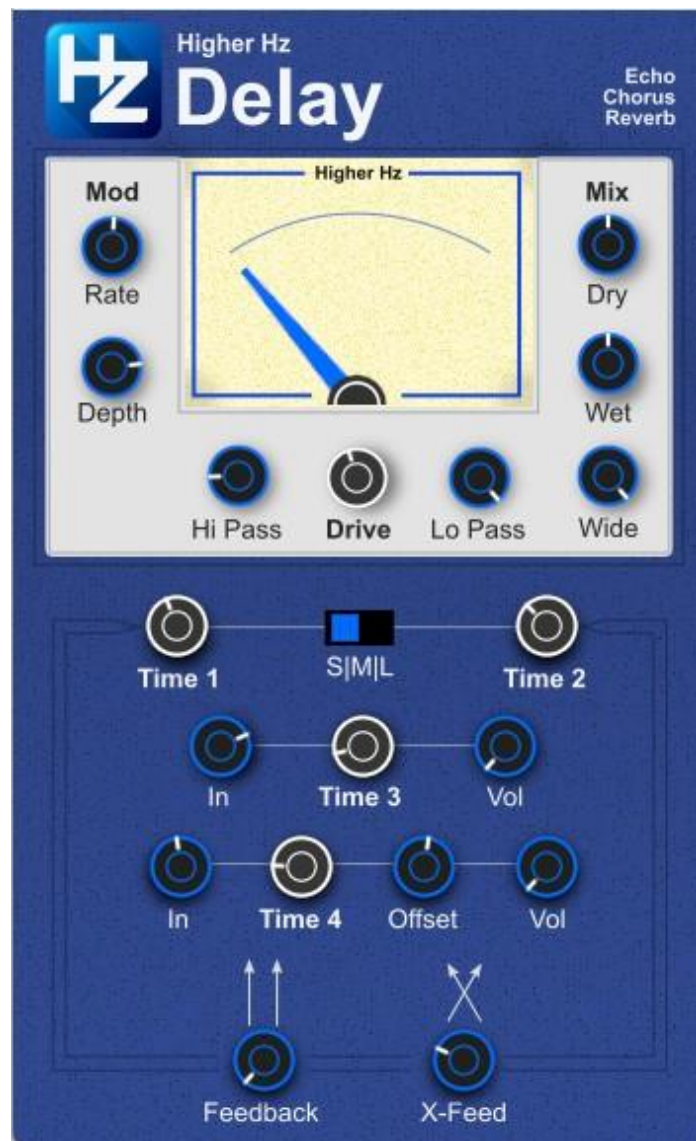 Hz
Higher Hz
Delay
Echo
Chorus
Reverb
Higher Hz
Mod
Rate
Depth
Mix
Dry
Wet
Hi Pass
Drive
Lo Pass
Wide
Time 1
S|M|L
Time 2
In
Time 3
Vol
In
Time 4
Offset
Vol
Feedback
X-Feed